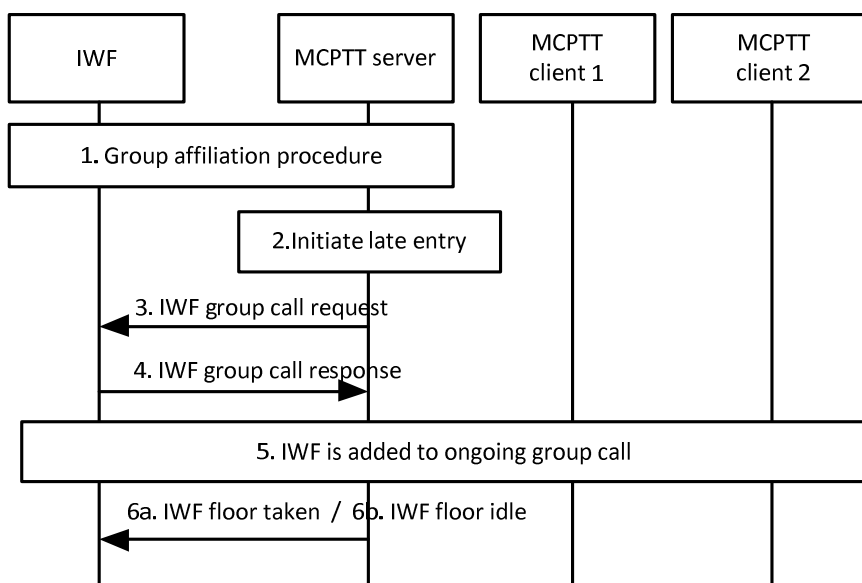 IWF
MCPTT server
MCPTT
client 1
MCPTT
client 2
1. Group affiliation procedure
2.Initiate late entry
3. IWF group call request
4. IWF group call response
5. IWF is added to ongoing group call
6a. IWF floor taken / 6b. IWF floor idle